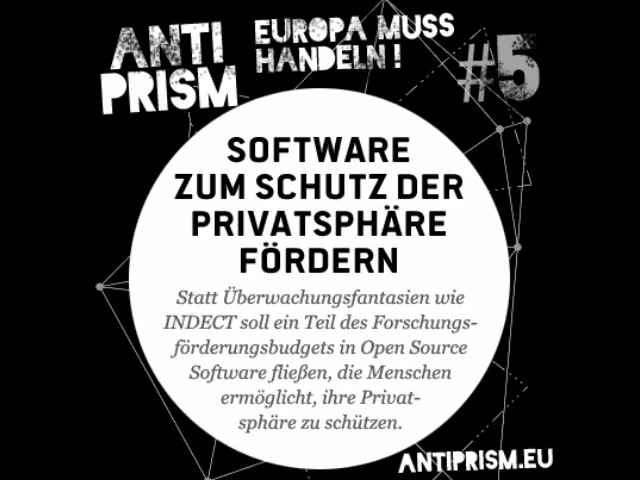 ANTI
PRISM
EUROPA MUSS
HANDELN !
#5
SOFTWARE
ZUM SCHUTZ DER
PRIVATSPHÄRE
FÖRDERN
Statt Überwachungsfantasien wie
INDECT soll ein Teil des Forschungs-
förderungsbudgets in Open Source
Software fließen, die Menschen
ermöglicht, ihre Privat-
sphäre zu schützen.
ANTIPRISM.EU